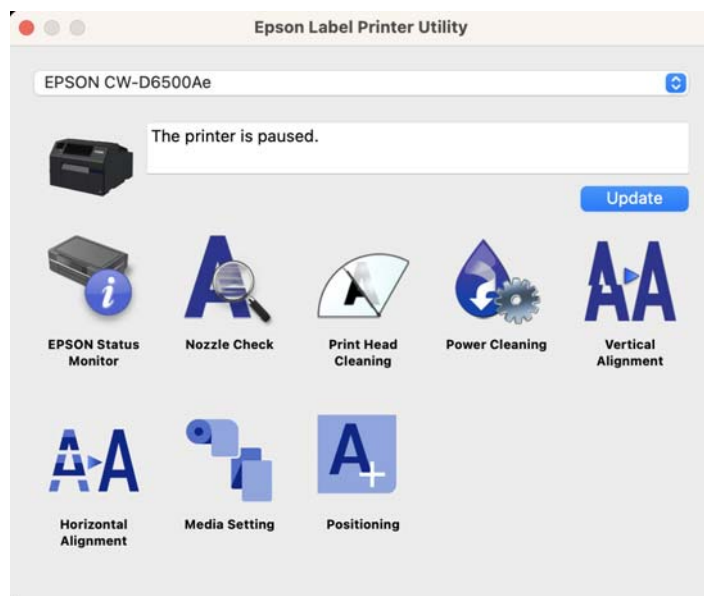 Epson Label Printer Utility
EPSON CW-D6500Ae
The printer is paused.
Update
EPSON Status
Monitor
Nozzle Check
Print Head
Cleaning
Power Cleaning
Vertical
Alignment
Horizontal
Alignment
Media Setting
Positioning